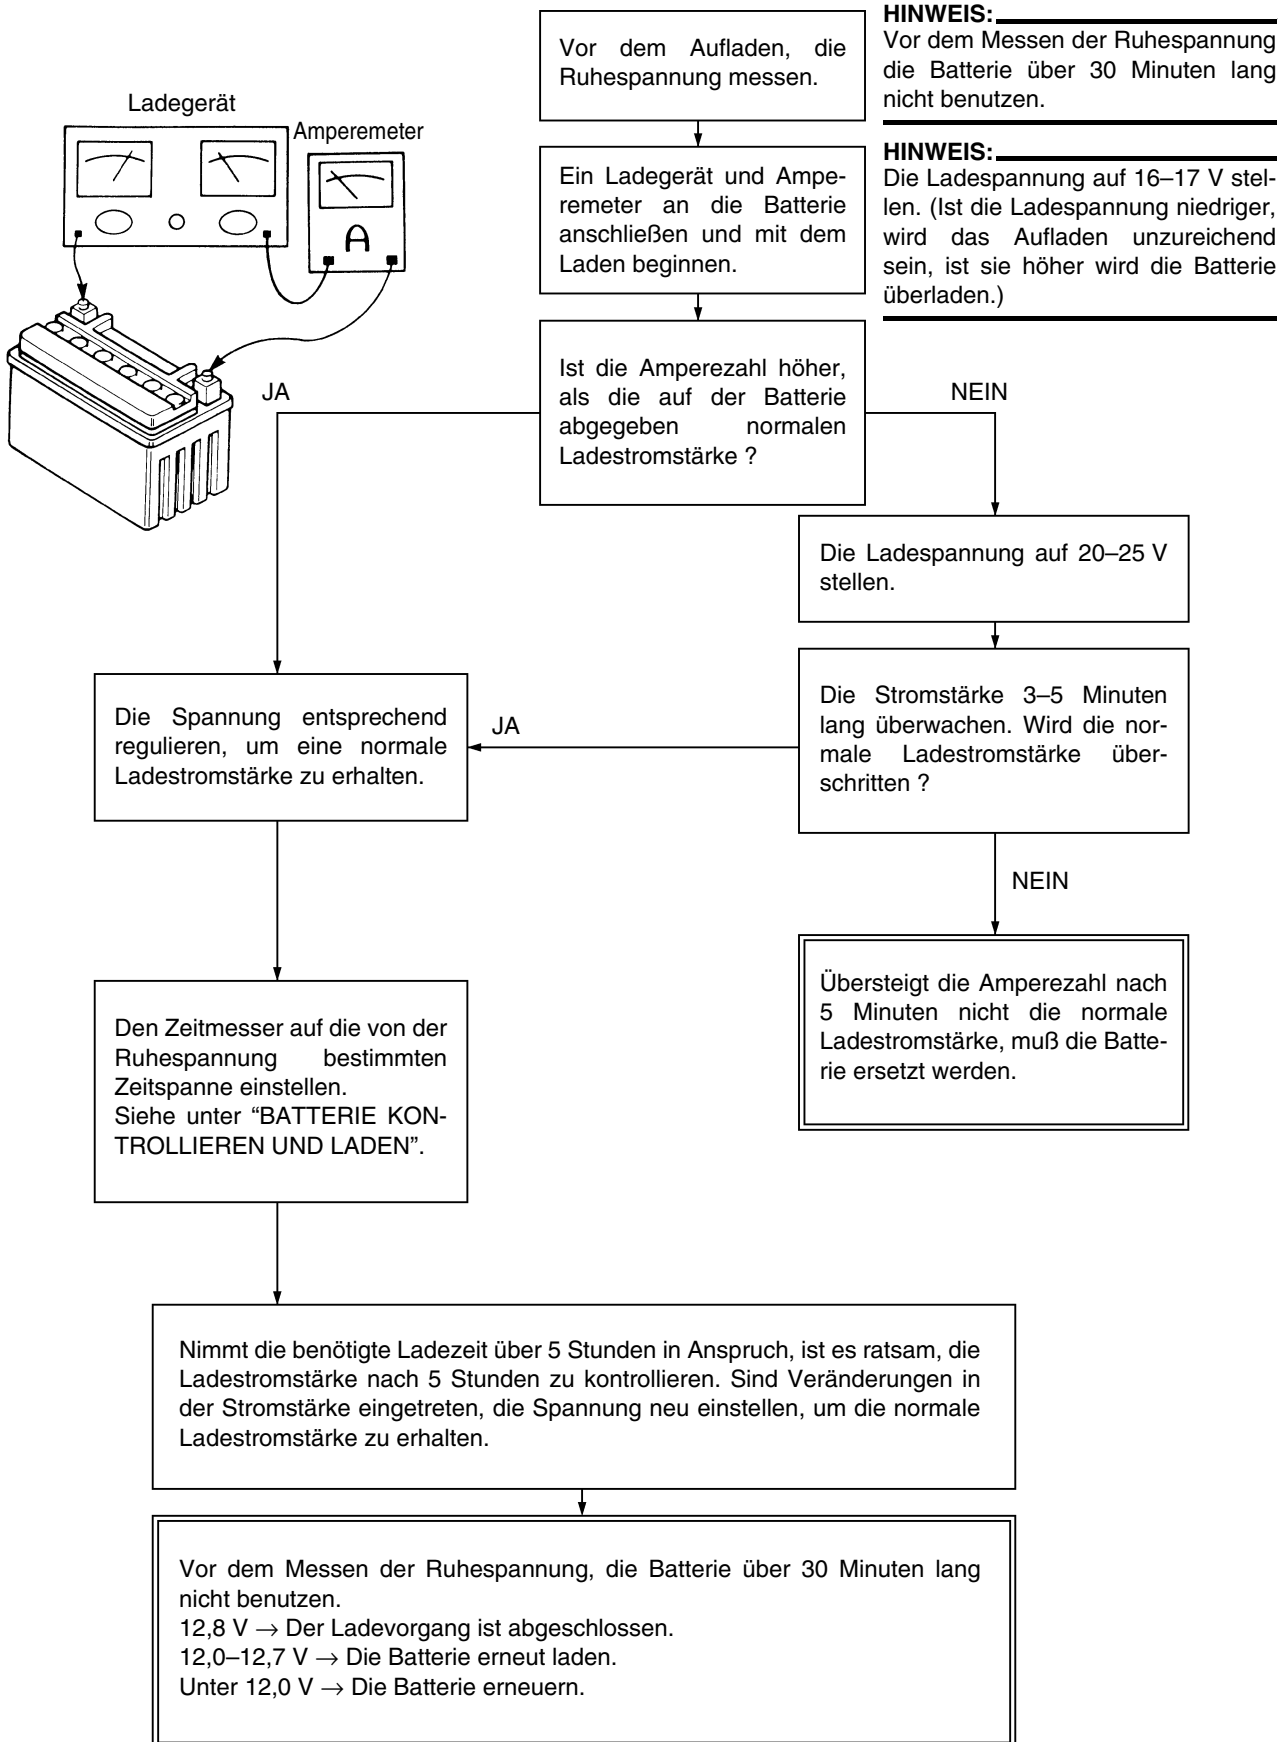 Vor dem Aufladen, die
Ruhespannung messen.
HINWEIS:
Vor dem Messen der Ruhespannung
die Batterie über 30 Minuten lang
nicht benutzen.
Ladegerät
Amperemeter
A
Ein Ladegerät und Ampe-
remeter an die Batterie
anschließen und mit dem
Laden beginnen.
HINWEIS:
Die Ladespannung auf 16–17 V stel-
len. (Ist die Ladespannung niedriger,
wird das Aufladen unzureichend
sein, ist sie höher wird die Batterie
überladen.)
Ist die Amperezahl höher,
als die auf der Batterie
abgegeben normalen
Ladestromstärke ?
JA
NEIN
Die Ladespannung auf 20–25 V
stellen.
Die Stromstärke 3–5 Minuten
lang überwachen. Wird die nor-
male Ladestromstärke über-
schritten ?
JA
Die Spannung entsprechend
regulieren, um eine normale
Ladestromstärke zu erhalten.
NEIN
Übersteigt die Amperezahl nach
5 Minuten nicht die normale
Ladestromstärke, muß die Batte-
rie ersetzt werden.
Den Zeitmesser auf die von der
Ruhespannung bestimmten
Zeitspanne einstellen.
Siehe unter “BATTERIE KON-
TROLLIEREN UND LADEN”.
Nimmt die benötigte Ladezeit über 5 Stunden in Anspruch, ist es ratsam, die
Ladestromstärke nach 5 Stunden zu kontrollieren. Sind Veränderungen in
der Stromstärke eingetreten, die Spannung neu einstellen, um die normale
Ladestromstärke zu erhalten.
Vor dem Messen der Ruhespannung, die Batterie über 30 Minuten lang
nicht benutzen.
12,8 V → Der Ladevorgang ist abgeschlossen.
12,0–12,7 V → Die Batterie erneut laden.
Unter 12,0 V → Die Batterie erneuern.